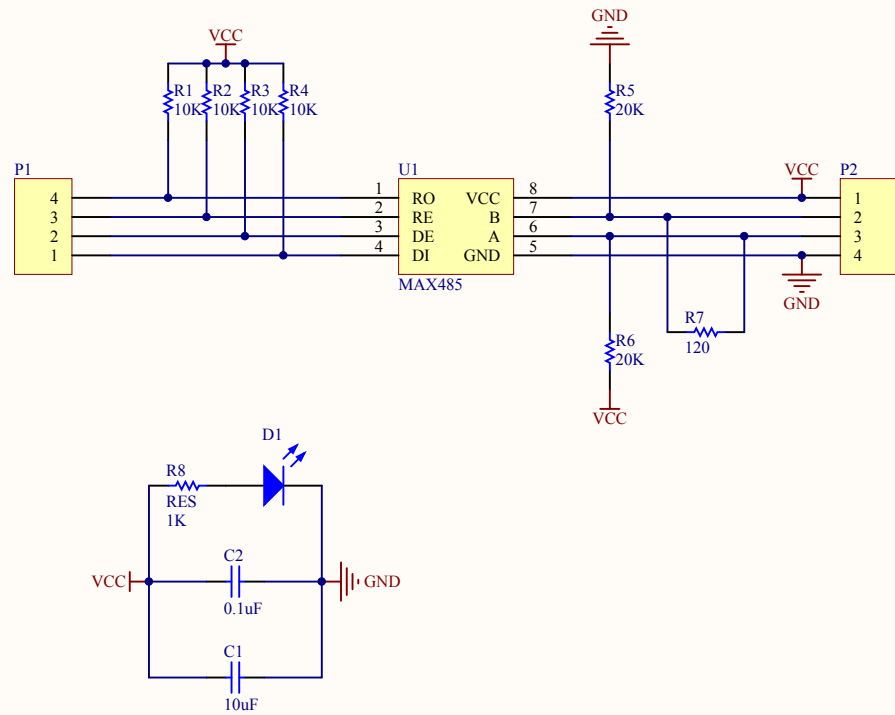 GND
VCC
R1
10K
R2
10K
R3
10K
R4
10K
R5
20K
P1
4
3
2
1
U1
1
2
3
4
RO
RE
DE
DI
VCC
B
A
GND
8
7
6
5
MAX485
VCC
P2
1
2
3
4
GND
R7
120
R6
20K
VCC
D1
R8
RES
1K
C2
VCC
GND
0.1uF
C1
10uF